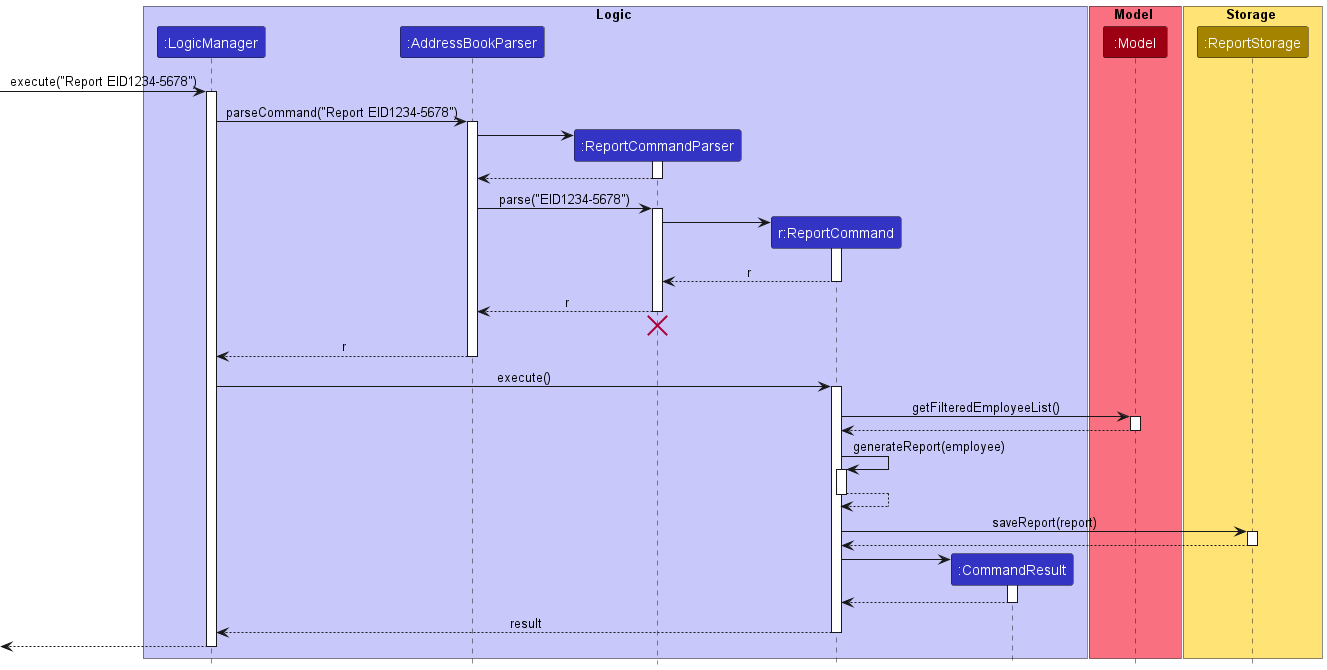 Logic
Model
Storage
:LogicManager
:AddressBookParser
:Model
:ReportStorage
execute("Report EID1234-5678")
parseCommand("Report EID1234-5678")
:ReportCommandParser
parse("EID1234-5678")
r:ReportCommand
r
r
r
execute()
getFilteredEmployeeList()
generateReport(employee)
saveReport(report)
:CommandResult
result